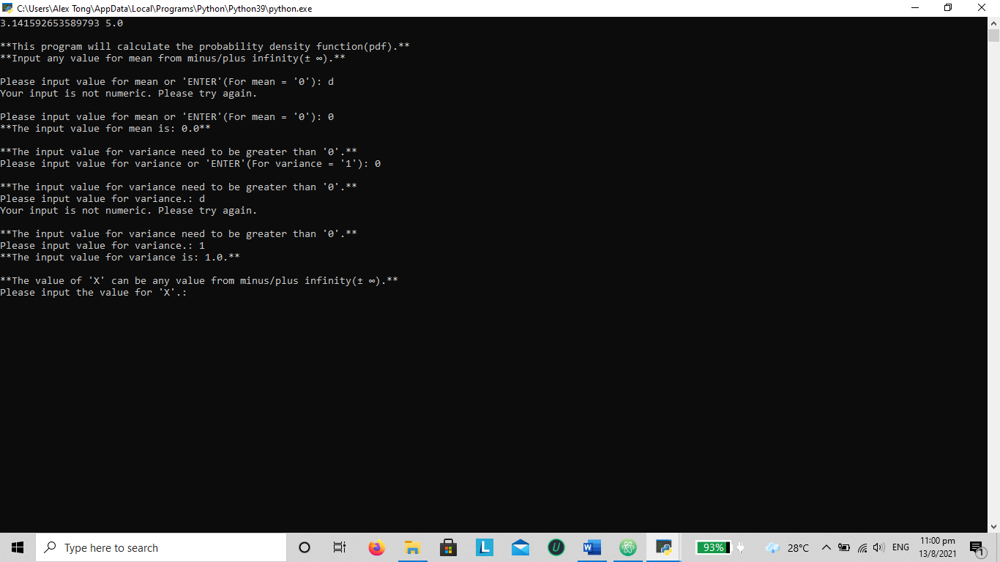 C:\Users\Alex Tong\AppData\Local\Programs\Python\Python39\python.exe
3.141592653589793 5.0
**This program will calculate the probability density function(pdf).**
**Input any value for mean from minus/plus infinity(± ∞).**
Please input value for mean or 'ENTER'(For mean = '0'): d
Your input is not numeric. Please try again.
Please input value for mean or 'ENTER'(For mean = '0'): 0
**The input value for mean is: 0.0**
**The input value for variance need to be greater than '0'.**
Please input value for variance or 'ENTER'(For variance = '1'): 0
**The input value for variance need to be greater than '0'.**
Please input value for variance.: d
Your input is not numeric. Please try again.
**The input value for variance need to be greater than '0'.**
Please input value for variance.: 1
**The input value for variance is: 1.0.**
**The value of 'X' can be any value from minus/plus infinity(± ∞).**
Please input the value for 'X'.:
Type here to search
L
U
W
93%
28°C
ENG
11:00 pm
13/8/2021
1